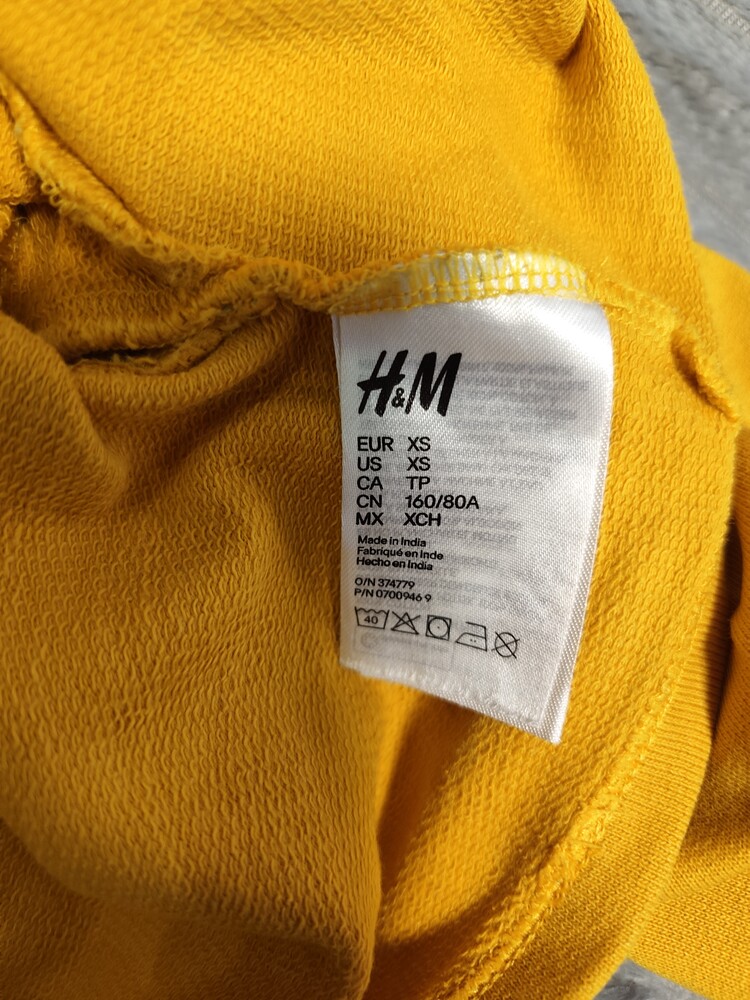 H&M
EUR XS
US XS
CA TP
CN 160/80A
MX XCH
Made in India
Fabriqué en Inde
Hecho en India
O/N 374779
P/N 0700946 9
40